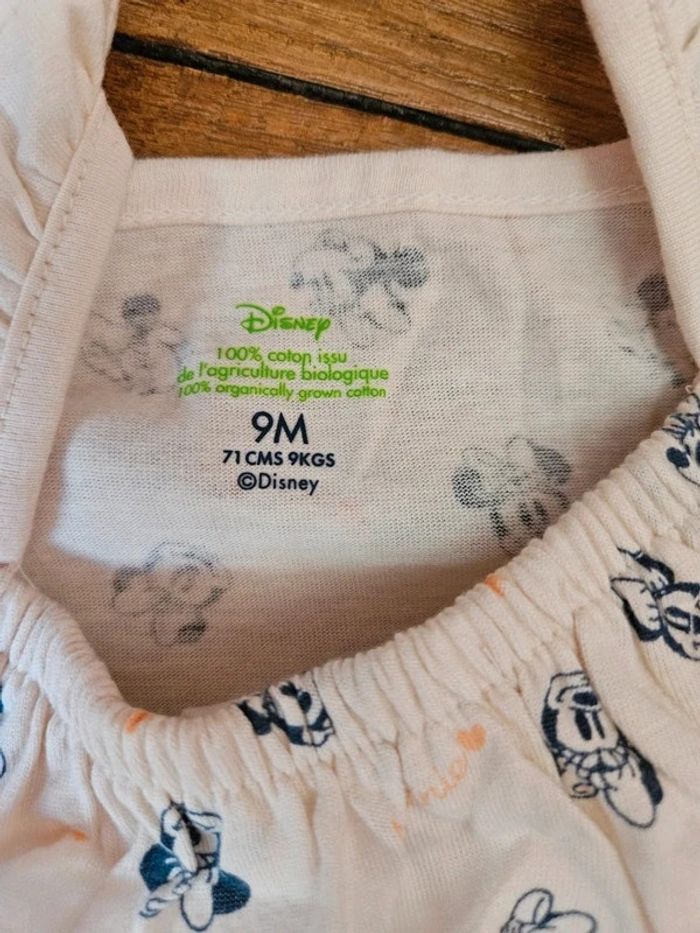 Disney
100% coton issu
de l'agriculture biologique
100% organically grown cotton
9M
71 CMS 9KGS
©Disney